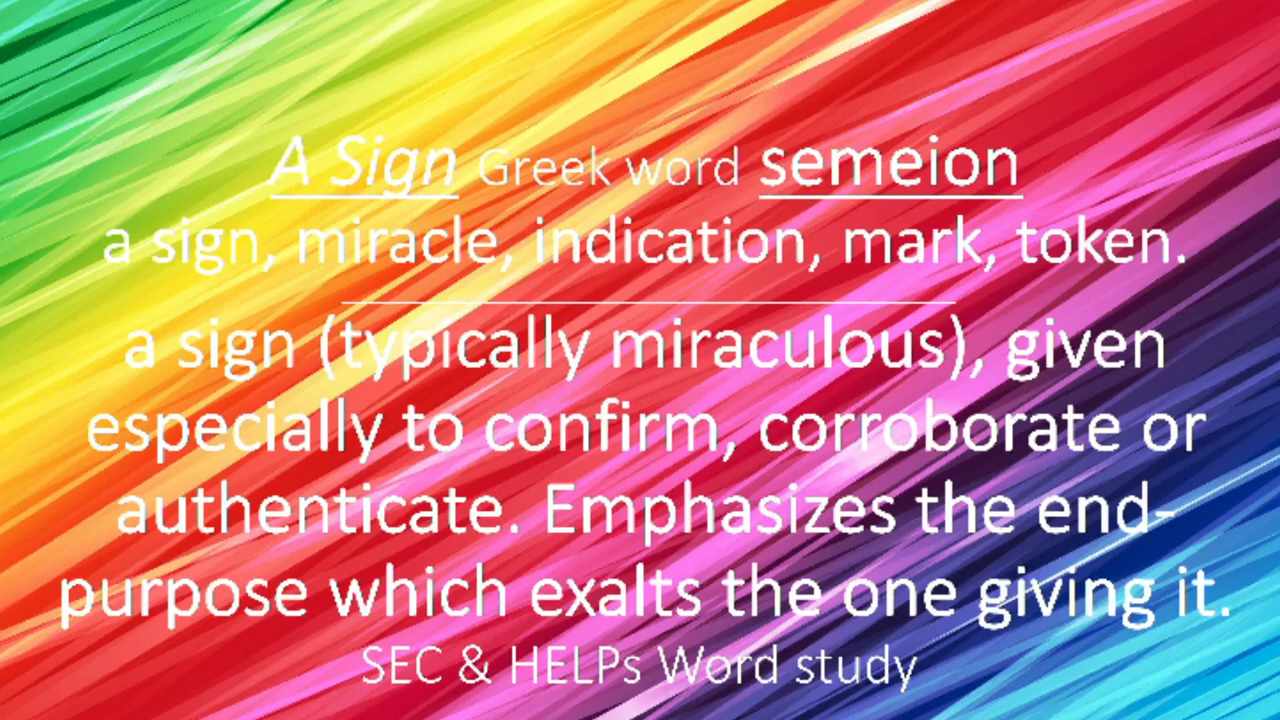 A Sign Greek word semeion
a sign, miracle, indication, mark, token.
a sign (typically miraculous), given
especially to confirm, corroborate or
authenticate. Emphasizes the end-
purpose which exalts the one giving it.
SEC & HELPs Word study